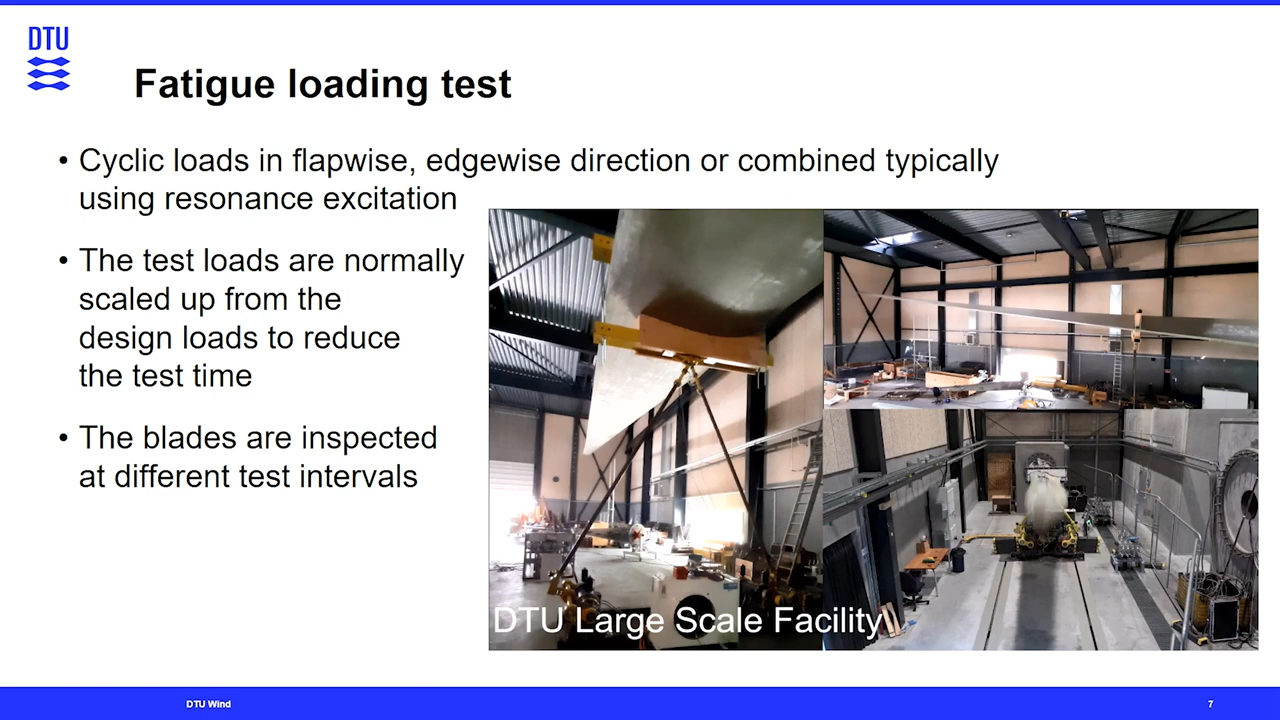 DTU
Fatigue loading test
• Cyclic loads in flapwise, edgewise direction or combined typically
using resonance excitation
• The test loads are normally
scaled up from the
design loads to reduce
the test time
• The blades are inspected
at different test intervals
DTU Large Scale Facility
DTU Wind
7